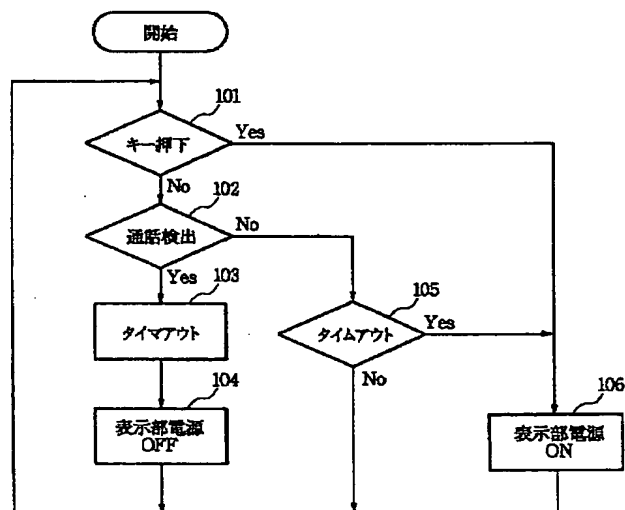 開始
101
キー押下
Yes
No
102
通話検出
No
Yes
103
タイマアウト
105
タイムアウト
Yes
No
104
表示部電源
OFF
106
表示部電源
ON